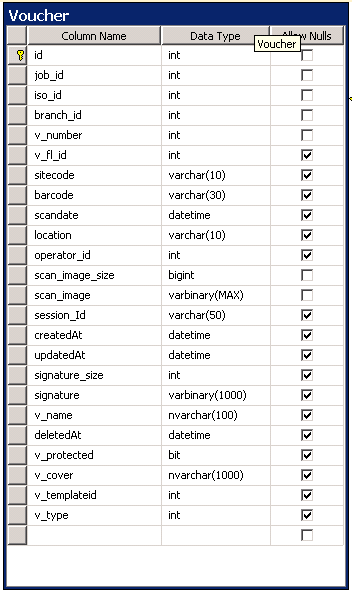 Voucher
Column Name Data Type Allow Nulls
Voucher
id int
job_id int
iso_id int
branch_id int
v_number int
v_fl_id int
sitecode varchar(10)
barcode varchar(30)
scandate datetime
location varchar(10)
operator_id int
scan_image_size bigint
scan_image varbinary(MAX)
session_Id varchar(50)
createdAt datetime
updatedAt datetime
signature_size int
signature varbinary(1000)
v_name nvarchar(100)
deletedAt datetime
v_protected bit
v_cover nvarchar(1000)
v_templateid int
v_type int